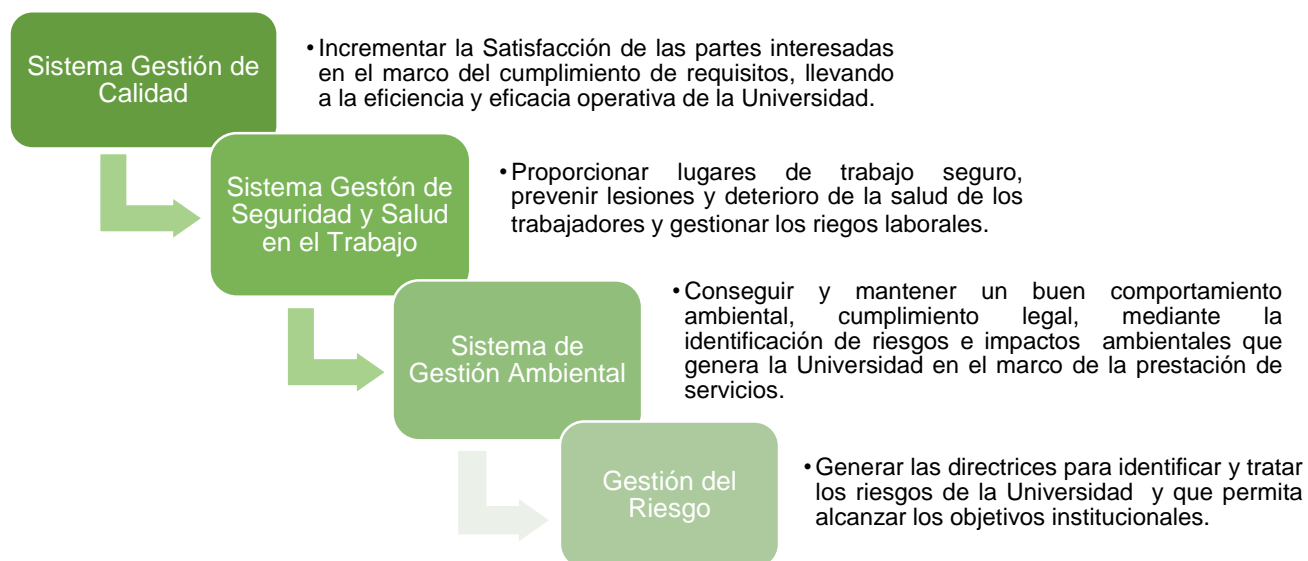 Sistema Gestión de
Calidad
•Incrementar la Satisfacción de las partes interesadas
en el marco del cumplimiento de requisitos, llevando
a la eficiencia y eficacia operativa de la Universidad.
Sistema Gestón de
Seguridad y Salud
en el Trabajo
•Proporcionar lugares de trabajo seguro,
prevenir lesiones y deterioro de la salud de los
trabajadores y gestionar los riegos laborales.
Sistema de
Gestión Ambiental
•Conseguir y mantener un buen comportamiento
ambiental, cumplimiento legal, mediante la
identificación de riesgos e impactos ambientales que
genera la Universidad en el marco de la prestación de
servicios.
Gestión del
Riesgo
•Generar las directrices para identificar y tratar
los riesgos de la Universidad y que permita
alcanzar los objetivos institucionales.